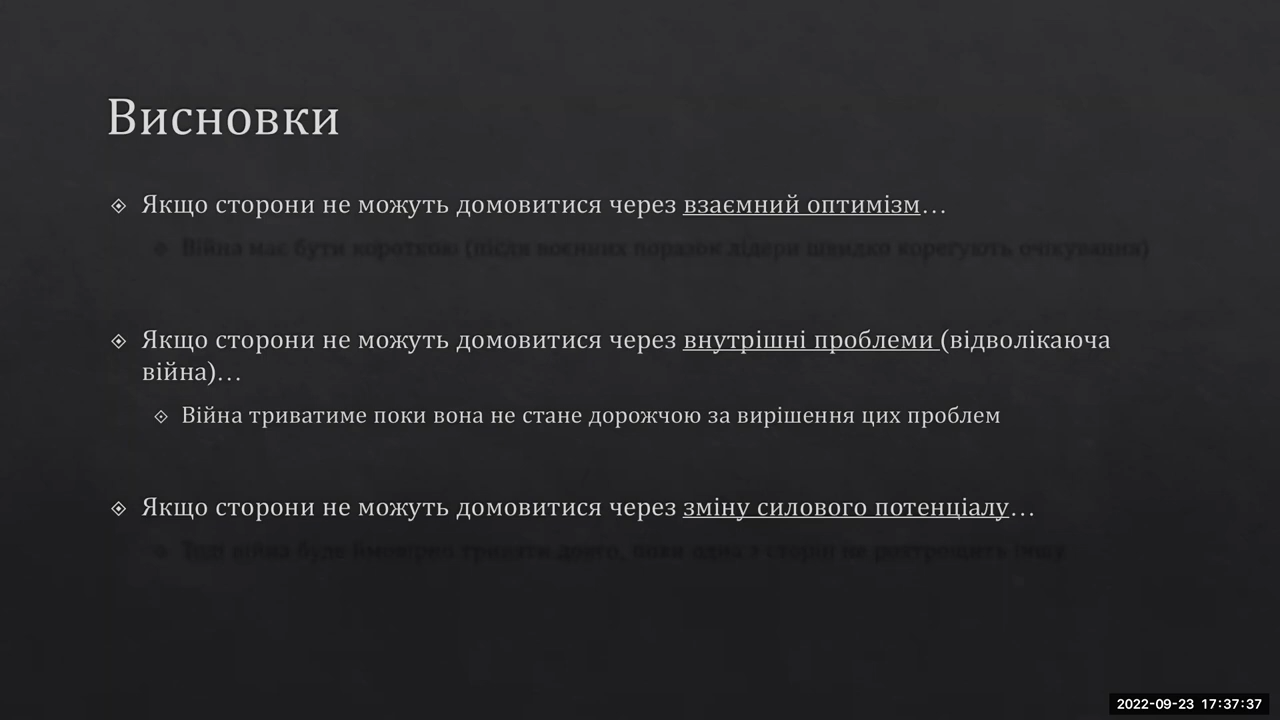 Висновки
Якщо сторони не можуть домовитися через взаємний оптимізм…
Війна має бути короткою (після воєнних поразок лідери швидко корегують очікування)
Якщо сторони не можуть домовитися через внутрішні проблеми (відволікаюча
війна)…
Війна триватиме поки вона не стане дорожчою за вирішення цих проблем
Якщо сторони не можуть домовитися через зміну силового потенціалу…
Тоді війна буде ймовірно тривати довго, поки одна з сторін не розтрощить іншу
2022-09-23 17:37:37